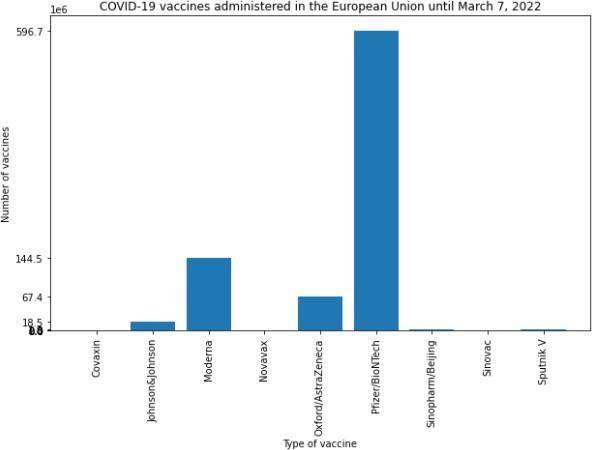 COVID-19 vaccines administered in the European Union until March 7, 2022
1e6
596.7
144.5
67.4
18.5
Number of vaccines
Covaxin
Johnson&Johnson
Moderna
Novavax
Oxford/AstraZeneca
Pfizer/BioNTech
Sinopharm/Beijing
Sinovac
Sputnik V
Type of vaccine